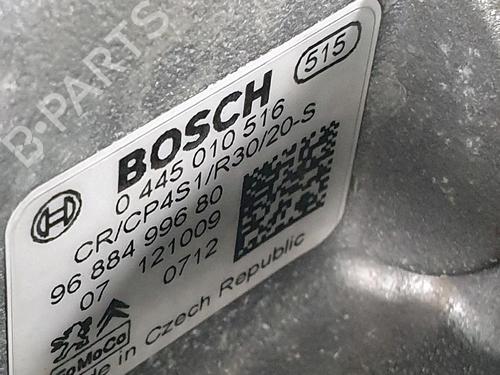 B-PARTS
BOSCH
515
0 445 010 516
CR/CP4S1/R30/20-S
96 884 996 80
07 121009
0712
FoMoCo
Made in Czech Republic